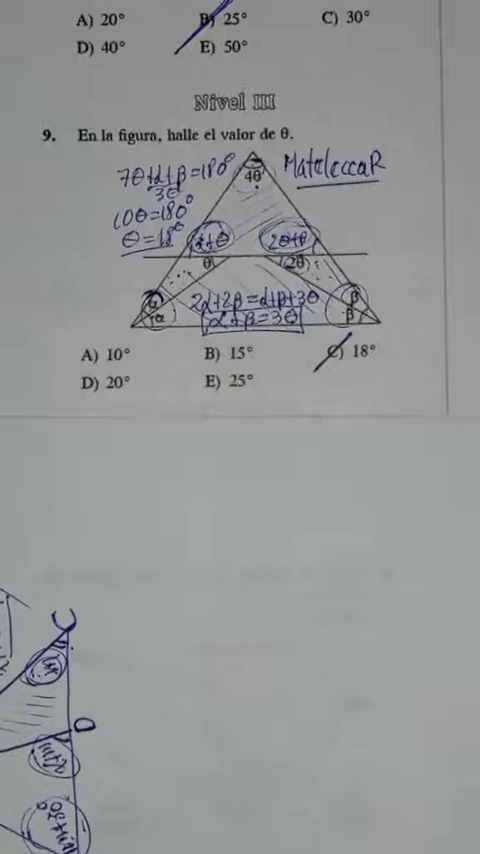 A) 20° B) 25° C) 30°
D) 40° E) 50°
Nivel III
9. En la figura, halle el valor de θ.
7θ+α+β=180°
3θ
10θ=180°
θ=18°
MateleccaR
4θ
α+θ 2θ+β
θ 2θ
α β
α β
2α+2β=α+β+3θ
α+β=3θ
A) 10° B) 15° C) 18°
D) 20° E) 25°
C
D